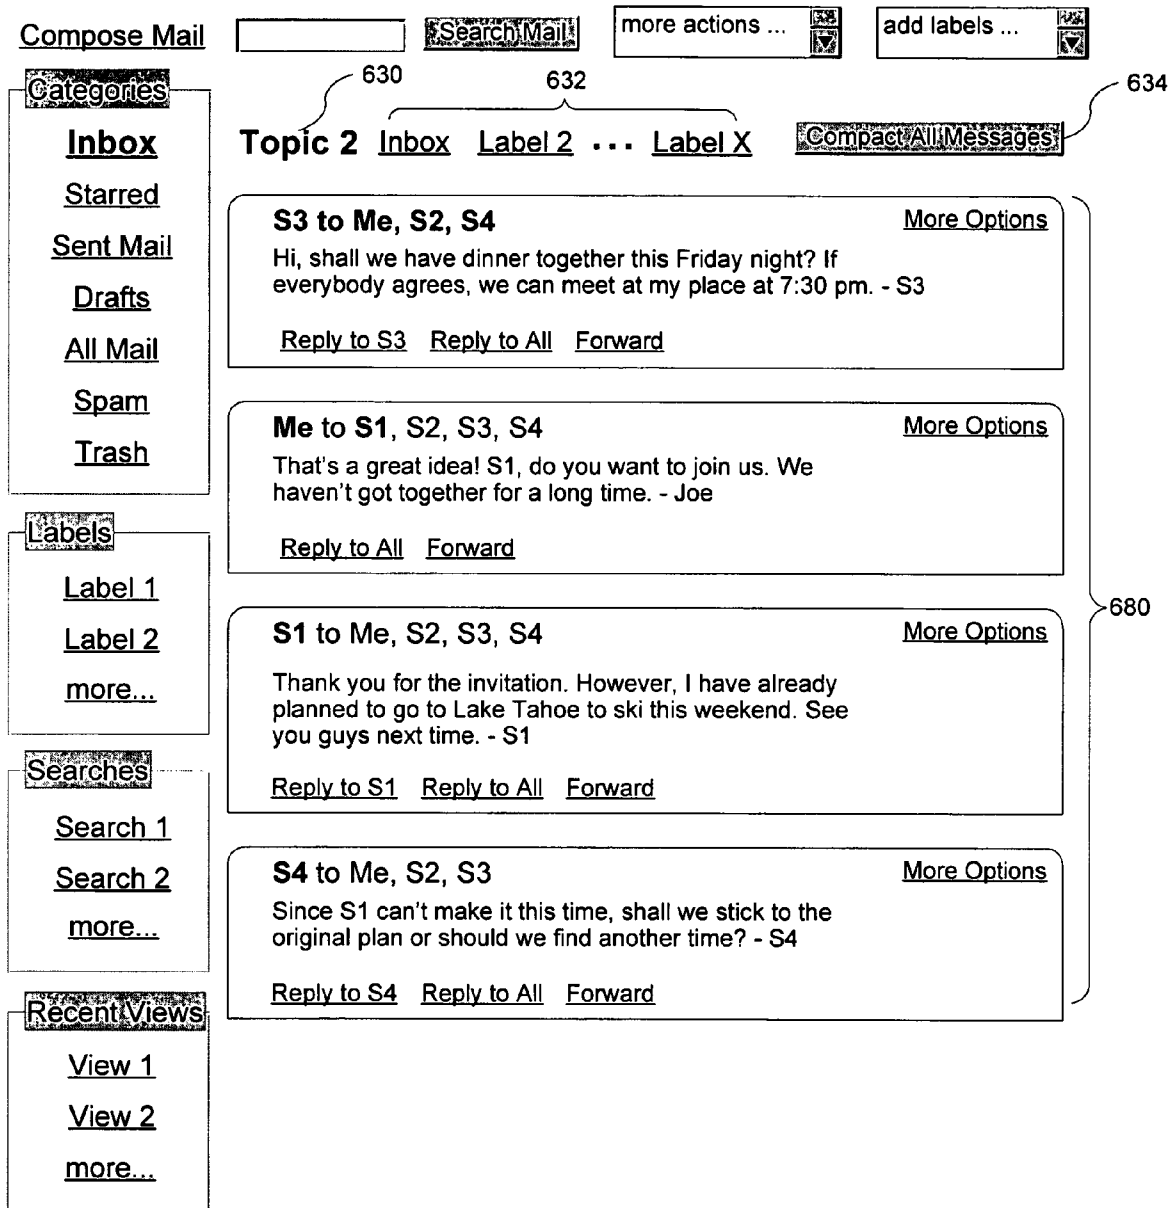 Compose Mail Search Mail more actions ... add labels ...
630 632 634
Categories
Inbox
Starred
Sent Mail
Drafts
All Mail
Spam
Trash
Labels
Label 1
Label 2
more...
Searches
Search 1
Search 2
more...
Recent Views
View 1
View 2
more...
Topic 2 Inbox Label 2 ... Label X Compact All Messages
S3 to Me, S2, S4 More Options
Hi, shall we have dinner together this Friday night? If
everybody agrees, we can meet at my place at 7:30 pm. - S3
Reply to S3 Reply to All Forward
Me to S1, S2, S3, S4 More Options
That's a great idea! S1, do you want to join us. We
haven't got together for a long time. - Joe
Reply to All Forward
680
S1 to Me, S2, S3, S4 More Options
Thank you for the invitation. However, I have already
planned to go to Lake Tahoe to ski this weekend. See
you guys next time. - S1
Reply to S1 Reply to All Forward
S4 to Me, S2, S3 More Options
Since S1 can't make it this time, shall we stick to the
original plan or should we find another time? - S4
Reply to S4 Reply to All Forward